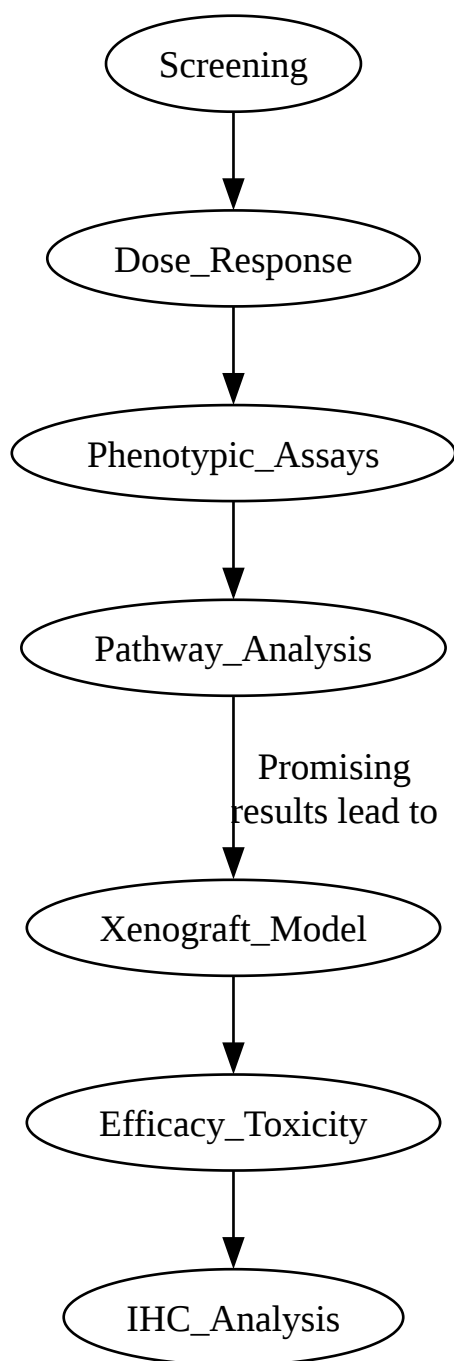 Screening
Dose_Response
Phenotypic_Assays
Pathway_Analysis
Promising
results lead to
Xenograft_Model
Efficacy_Toxicity
IHC_Analysis